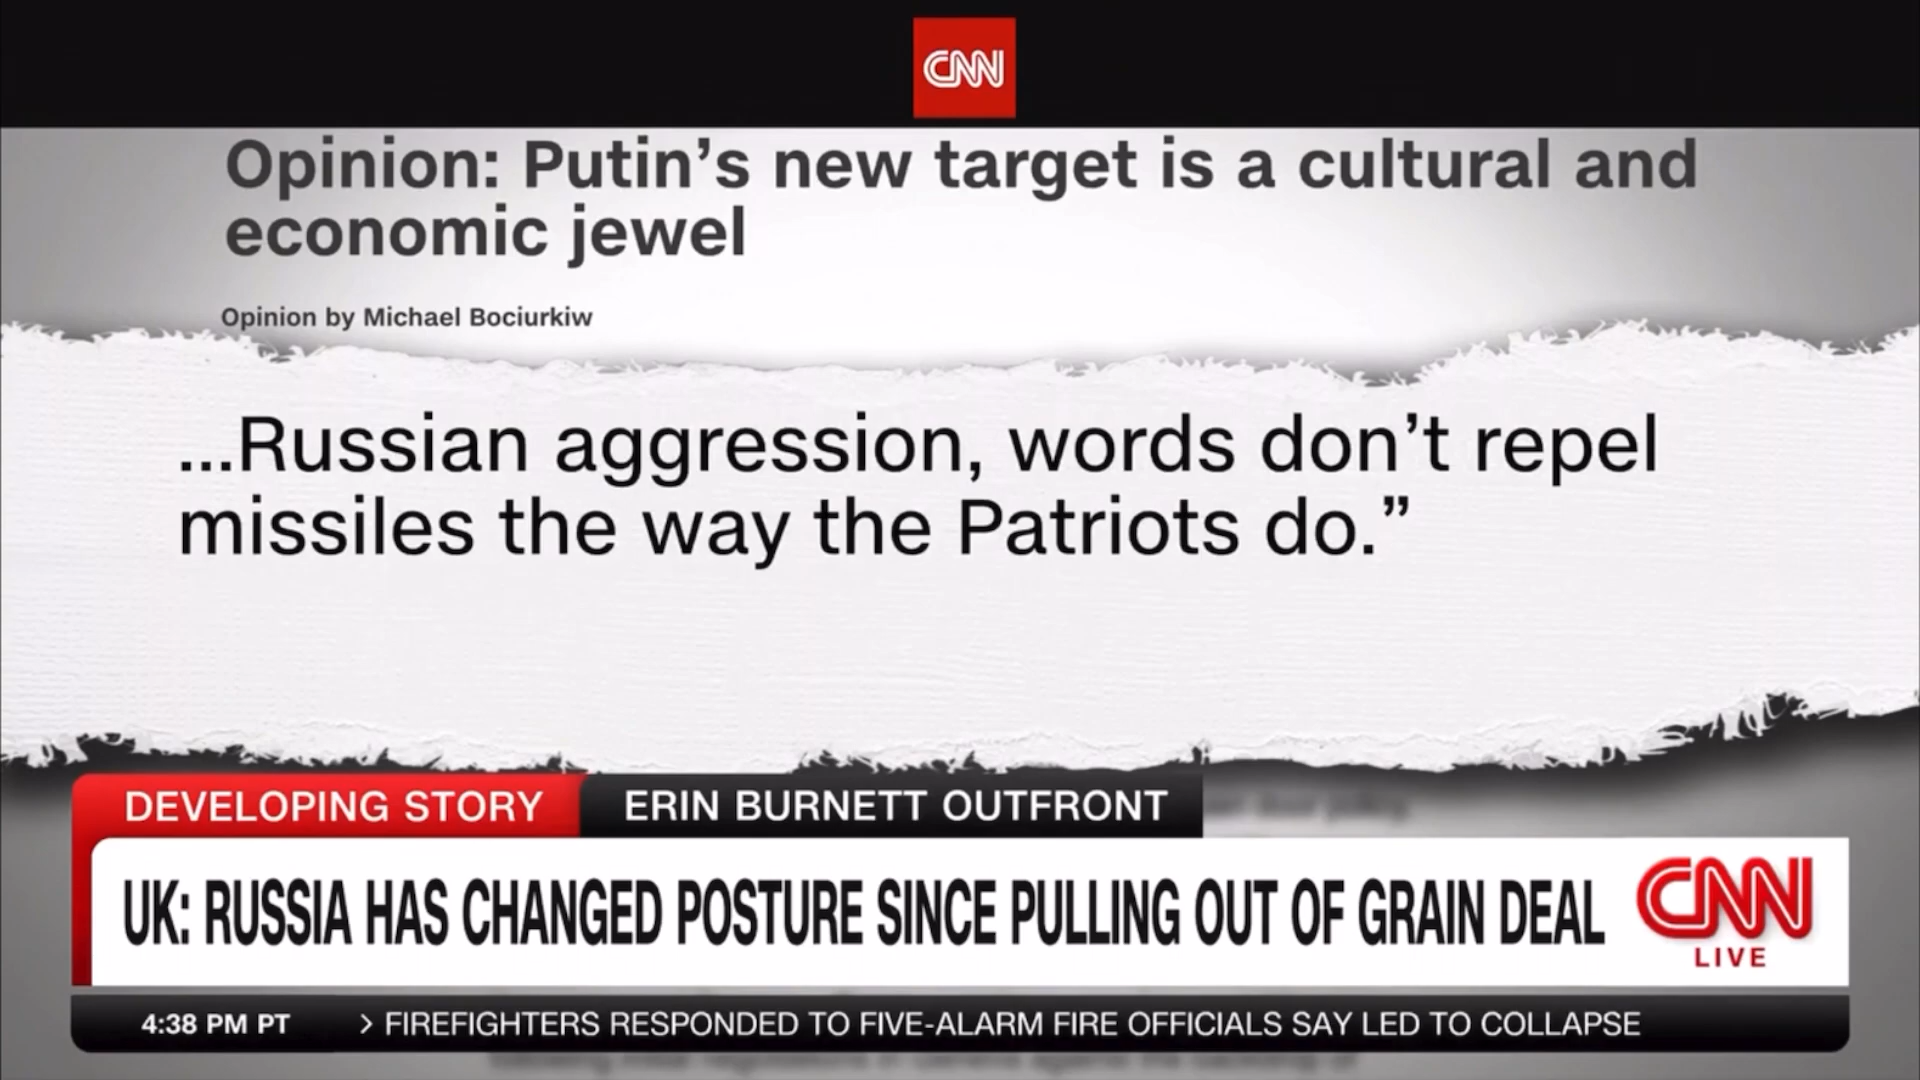 CNN
Opinion: Putin’s new target is a cultural and
economic jewel
Opinion by Michael Bociurkiw
...Russian aggression, words don’t repel
missiles the way the Patriots do.”
DEVELOPING STORY
ERIN BURNETT OUTFRONT
UK: RUSSIA HAS CHANGED POSTURE SINCE PULLING OUT OF GRAIN DEAL
CNN
LIVE
4:38 PM PT
> FIREFIGHTERS RESPONDED TO FIVE-ALARM FIRE OFFICIALS SAY LED TO COLLAPSE